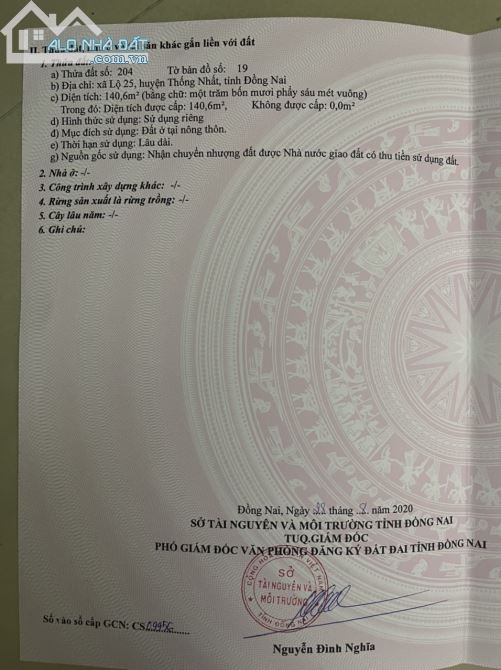 ALO NHÀ ĐẤT
II. Thửa đất, và tài sản khác gắn liền với đất
1. Thửa đất:
a) Thửa đất số: 204 Tờ bản đồ số: 19
b) Địa chỉ: xã Lộ 25, huyện Thống Nhất, tỉnh Đồng Nai
c) Diện tích: 140,6m² (bằng chữ: một trăm bốn mươi phẩy sáu mét vuông)
Trong đó: Diện tích được cấp: 140,6m², Không được cấp: 0,0m²
d) Hình thức sử dụng: Sử dụng riêng
đ) Mục đích sử dụng: Đất ở tại nông thôn.
e) Thời hạn sử dụng: Lâu dài.
g) Nguồn gốc sử dụng: Nhận chuyển nhượng đất được Nhà nước giao đất có thu tiền sử dụng đất.
2. Nhà ở: -/-
3. Công trình xây dựng khác: -/-
4. Rừng sản xuất là rừng trồng: -/-
5. Cây lâu năm: -/-
6. Ghi chú:
Đồng Nai, Ngày tháng .8. năm 2020
SỞ TÀI NGUYÊN VÀ MÔI TRƯỜNG TỈNH ĐỒNG NAI
TUQ.GIÁM ĐỐC
PHÓ GIÁM ĐỐC VĂN PHÒNG ĐĂNG KÝ ĐẤT ĐAI TỈNH ĐỒNG NAI
SỞ
TÀI NGUYÊN VÀ
MÔI TRƯỜNG
TỈNH ĐỒNG NAI
Số vào sổ cấp GCN: CS
Nguyễn Đình Nghĩa